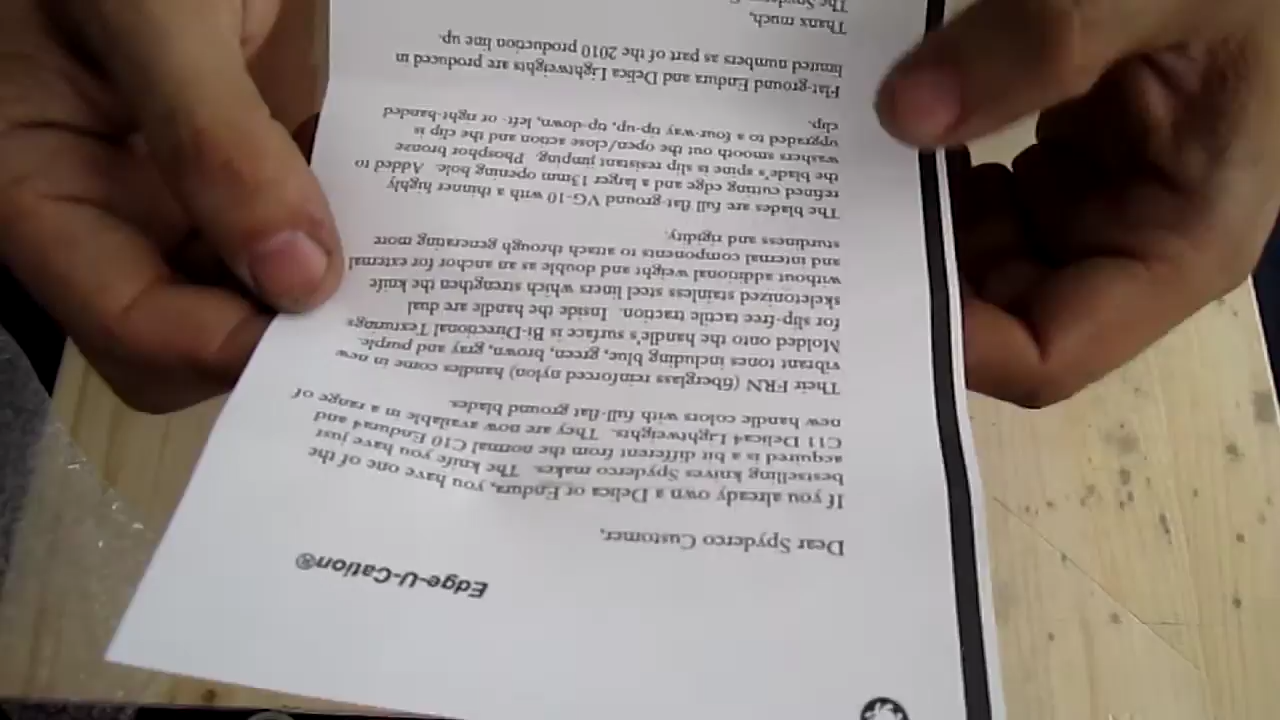 Edge-U-Cation®
Dear Spyderco Customer,
If you already own a Delica or Endura, you have one of the
bestselling knives Spyderco makes. The knife you have just
acquired is a bit different from the normal C10 Endura4 and
C11 Delica4 Lightweights. They are now available in a range of
new handle colors with full-flat ground blades.
Their FRN (fiberglass reinforced nylon) handles come in new
vibrant tones including blue, green, brown, gray and purple.
Molded onto the handle's surface is Bi-Directional Texturing®
for slip-free tactile traction. Inside the handle are dual
skeletonized stainless steel liners which strengthen the knife
without additional weight and double as an anchor for external
and internal components to attach through generating more
sturdiness and rigidity.
The blades are full flat-ground VG-10 with a thinner highly
refined cutting edge and a larger 13mm opening hole. Added to
the blade's spine is slip resistant jimping. Phosphor bronze
washers smooth out the open/close action and the clip is
upgraded to a four-way tip-up, tip-down, left- or right-handed
clip.
Flat-ground Endura and Delica Lightweights are produced in
limited numbers as part of the 2010 production line up.
Thanx much,
The